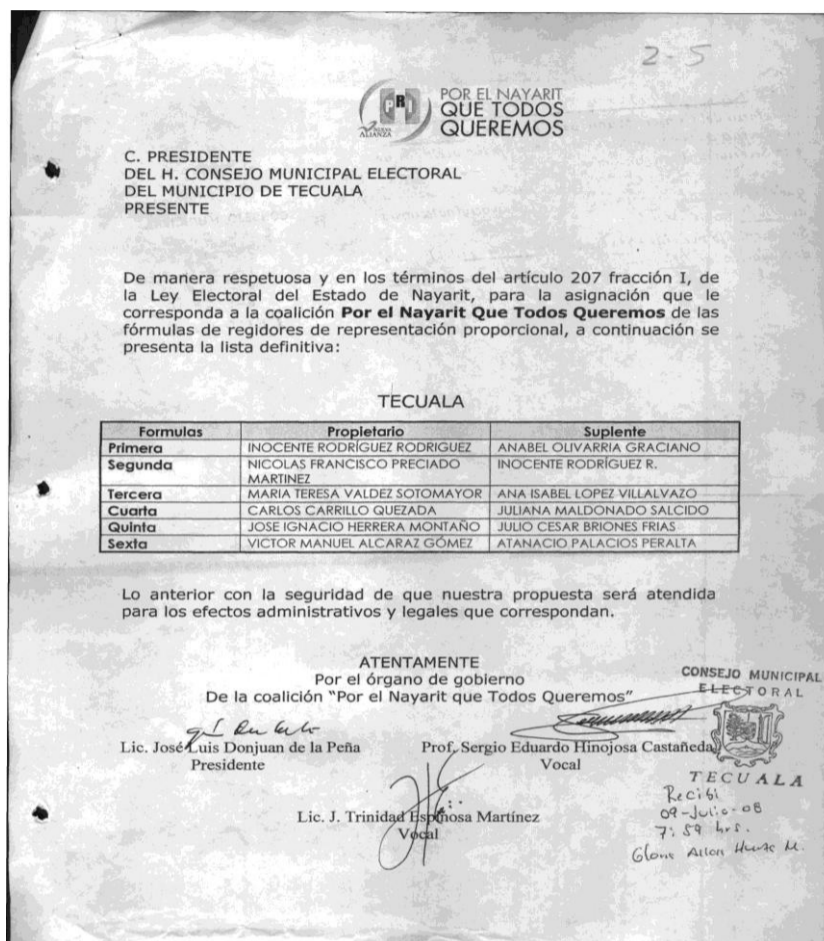 2-5
PRI
NUEVA
ALIANZA
POR EL NAYARIT
QUE TODOS
QUEREMOS
C. PRESIDENTE
DEL H. CONSEJO MUNICIPAL ELECTORAL
DEL MUNICIPIO DE TECUALA
PRESENTE
De manera respetuosa y en los términos del artículo 207 fracción I, de
la Ley Electoral del Estado de Nayarit, para la asignación que le
corresponda a la coalición Por el Nayarit Que Todos Queremos de las
fórmulas de regidores de representación proporcional, a continuación se
presenta la lista definitiva:
TECUALA
Formulas Propietario Suplente
Primera INOCENTE RODRÍGUEZ RODRIGUEZ ANABEL OLIVARRIA GRACIANO
Segunda NICOLAS FRANCISCO PRECIADO INOCENTE RODRÍGUEZ R.
MARTINEZ
Tercera MARIA TERESA VALDEZ SOTOMAYOR ANA ISABEL LOPEZ VILLALVAZO
Cuarta CARLOS CARRILLO QUEZADA JULIANA MALDONADO SALCIDO
Quinta JOSE IGNACIO HERRERA MONTAÑO JULIO CESAR BRIONES FRIAS
Sexta VICTOR MANUEL ALCARAZ GÓMEZ ATANACIO PALACIOS PERALTA
Lo anterior con la seguridad de que nuestra propuesta será atendida
para los efectos administrativos y legales que correspondan.
ATENTAMENTE
Por el órgano de gobierno
De la coalición "Por el Nayarit que Todos Queremos"
CONSEJO MUNICIPAL
ELECTORAL
Lic. José Luis Donjuan de la Peña Prof. Sergio Eduardo Hinojosa Castañeda
Presidente Vocal
TECUALA
Recibi
09-Julio-08
7:59 hrs.
Lic. J. Trinidad Espinosa Martínez
Vocal